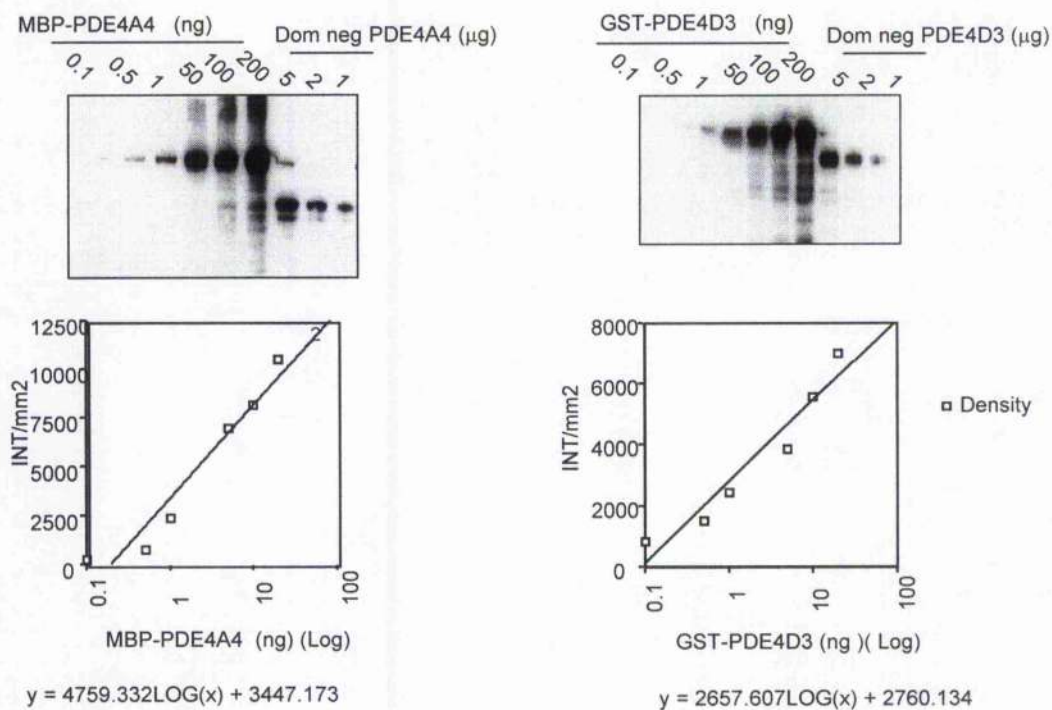 MBP-PDE4A4 (ng)
Dom neg PDE4A4 (µg)
0.1 0.5 1 50 100 200 5 2 1
GST-PDE4D3 (ng)
Dom neg PDE4D3 (µg)
0.1 0.5 1 50 100 200 5 2 1
12500
10000
7500
5000
2500
0
INT/mm2
2
0.1 1 10 100
MBP-PDE4A4 (ng) (Log)
y = 4759.332LOG(x) + 3447.173
8000
6000
4000
2000
0
INT/mm2
0.1 1 10 100
GST-PDE4D3 (ng )( Log)
y = 2657.607LOG(x) + 2760.134
Density